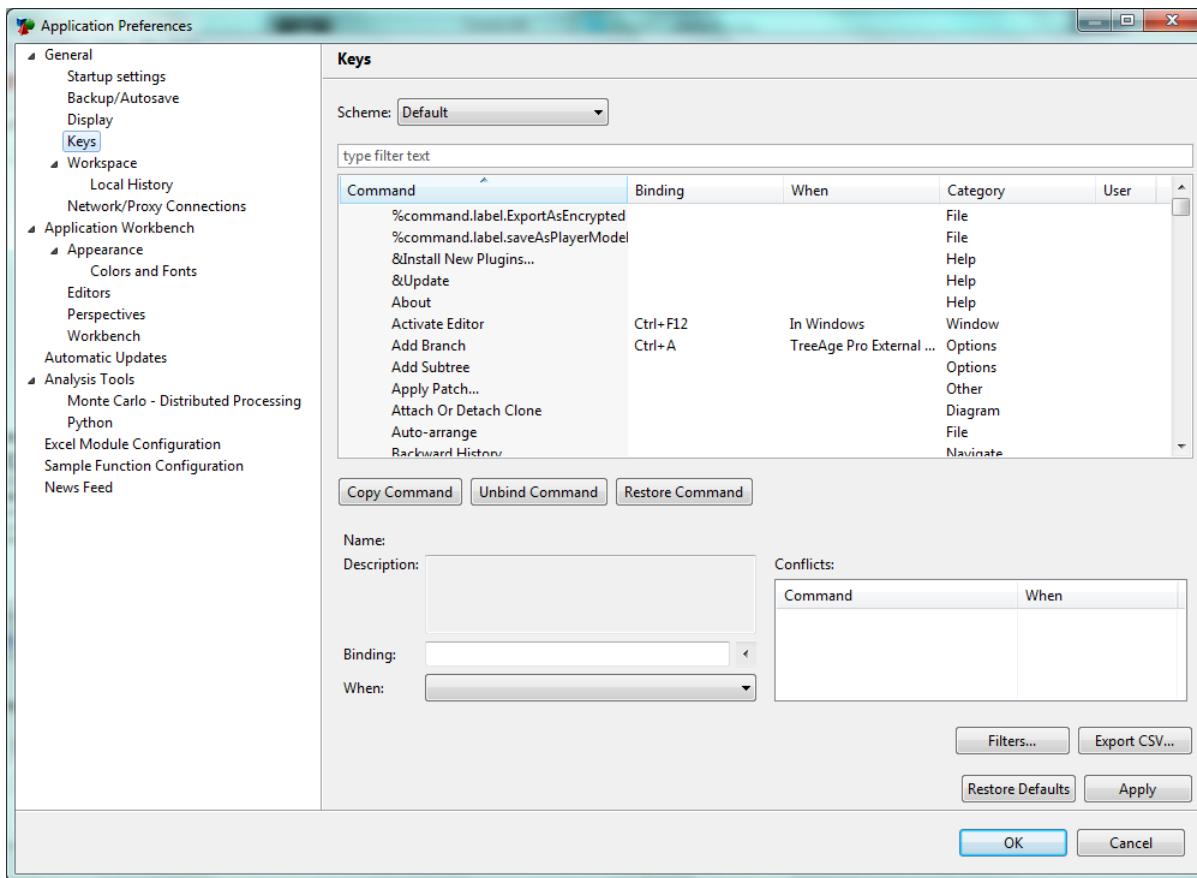 Application Preferences
General
Startup settings
Backup/Autosave
Display
Keys
Workspace
Local History
Network/Proxy Connections
Application Workbench
Appearance
Colors and Fonts
Editors
Perspectives
Workbench
Automatic Updates
Analysis Tools
Monte Carlo - Distributed Processing
Python
Excel Module Configuration
Sample Function Configuration
News Feed
Keys
Scheme: Default
type filter text
Command Binding When Category User
%command.label.ExportAsEncrypted File
%command.label.saveAsPlayerModel File
&Install New Plugins... Help
&Update Help
About Help
Activate Editor Ctrl+F12 In Windows Window
Add Branch Ctrl+A TreeAge Pro External ... Options
Add Subtree Options
Apply Patch... Other
Attach Or Detach Clone Diagram
Auto-arrange File
Backward History Navigate
Copy Command Unbind Command Restore Command
Name:
Description:
Binding:
When:
Conflicts:
Command When
Filters... Export CSV...
Restore Defaults Apply
OK Cancel